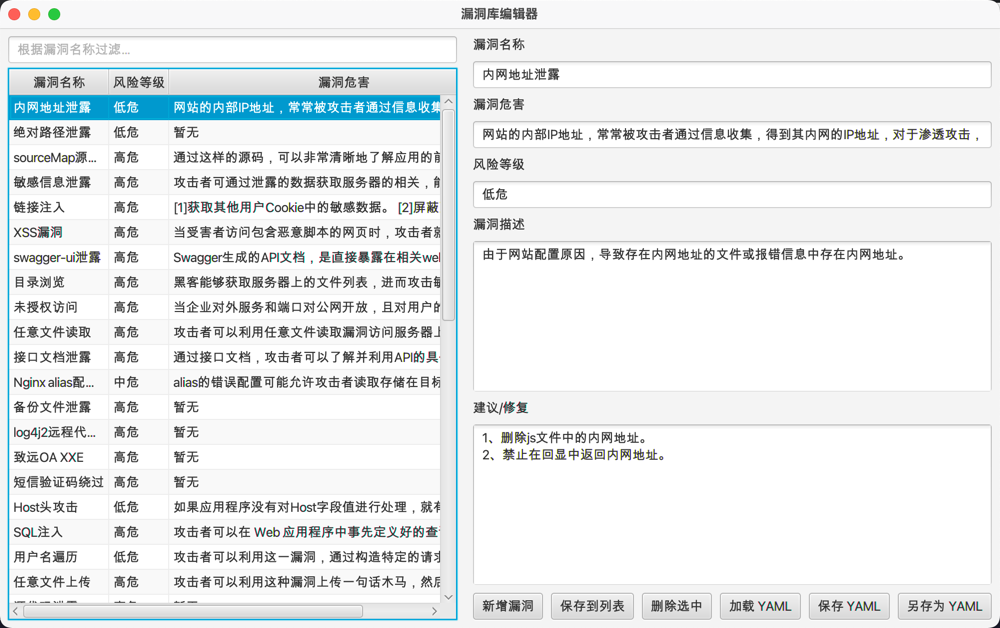 漏洞库编辑器
根据漏洞名称过滤...
漏洞名称 风险等级 漏洞危害
内网地址泄露 低危 网站的内部IP地址，常常被攻击者通过信息收集
绝对路径泄露 低危 暂无
sourceMap源... 高危 通过这样的源码，可以非常清晰地了解应用的前
敏感信息泄露 高危 攻击者可通过泄露的数据获取服务器的相关，能
链接注入 高危 [1]获取其他用户Cookie中的敏感数据。 [2]屏蔽
XSS漏洞 高危 当受害者访问包含恶意脚本的网页时，攻击者就
swagger-ui泄露 高危 Swagger生成的API文档，是直接暴露在相关web
目录浏览 高危 黑客能够获取服务器上的文件列表，进而攻击敏
未授权访问 高危 当企业对外服务和端口对公网开放，且对用户的
任意文件读取 高危 攻击者可以利用任意文件读取漏洞访问服务器上
接口文档泄露 高危 通过接口文档，攻击者可以了解并利用API的具
Nginx alias配... 中危 alias的错误配置可能允许攻击者读取存储在目标
备份文件泄露 高危 暂无
log4j2远程代... 高危 暂无
致远OA XXE 高危 暂无
短信验证码绕过 高危 暂无
Host头攻击 低危 如果应用程序没有对Host字段值进行处理，就有
SQL注入 高危 攻击者可以在 Web 应用程序中事先定义好的查询
用户名遍历 低危 攻击者可以利用这一漏洞，通过构造特定的请求
任意文件上传 高危 攻击者可以利用这种漏洞上传一句话木马，然后
漏洞名称
内网地址泄露
漏洞危害
网站的内部IP地址，常常被攻击者通过信息收集，得到其内网的IP地址，对于渗透攻击，
风险等级
低危
漏洞描述
由于网站配置原因，导致存在内网地址的文件或报错信息中存在内网地址。
建议/修复
1、删除js文件中的内网地址。
2、禁止在回显中返回内网地址。
新增漏洞 保存到列表 删除选中 加载 YAML 保存 YAML 另存为 YAML